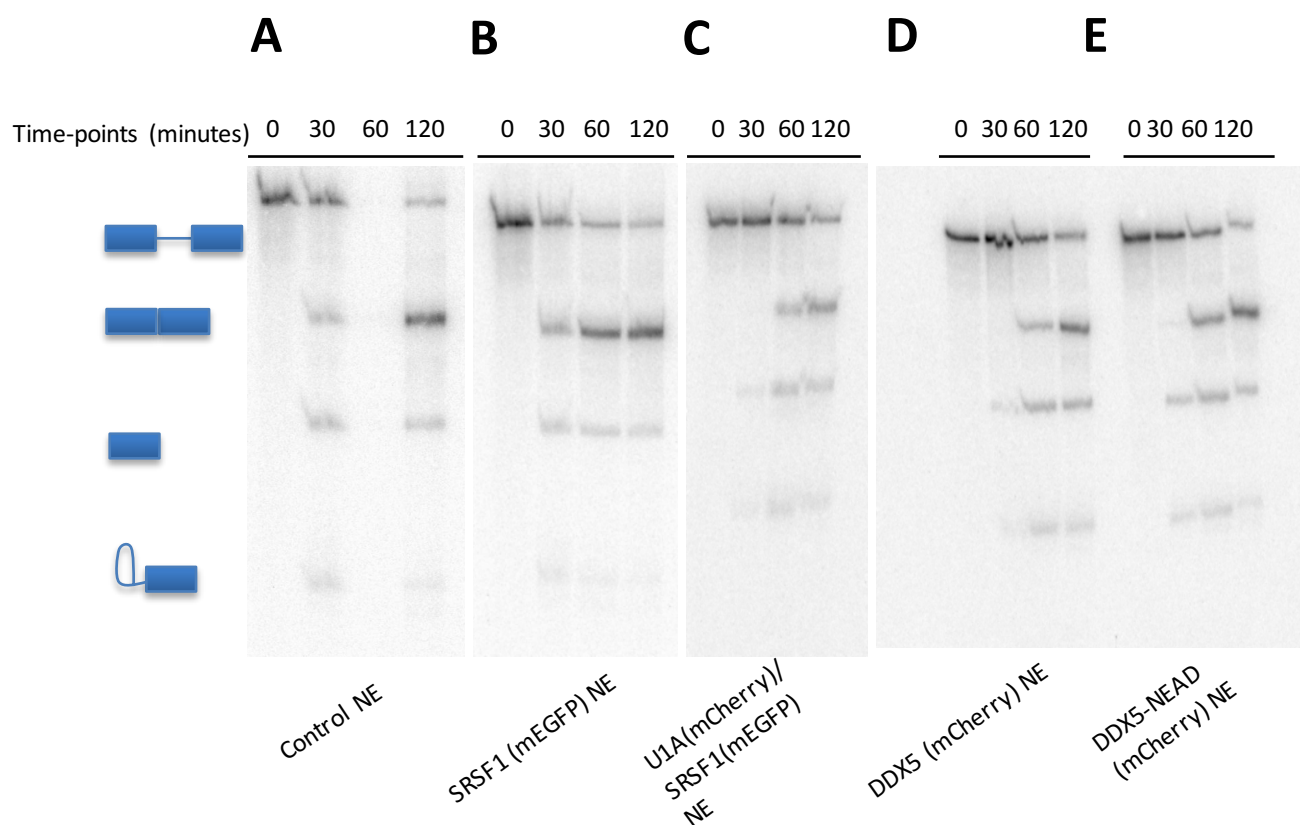 A B C D E
Time-points (minutes) 0 30 60 120 0 30 60 120 0 30 60 120 0 30 60 120 0 30 60 120
Control NE
SRSF1 (mEGFP) NE
U1A(mCherry)/
SRSF1(mEGFP)
NE
DDX5 (mCherry) NE
DDX5-NEAD
(mCherry) NE